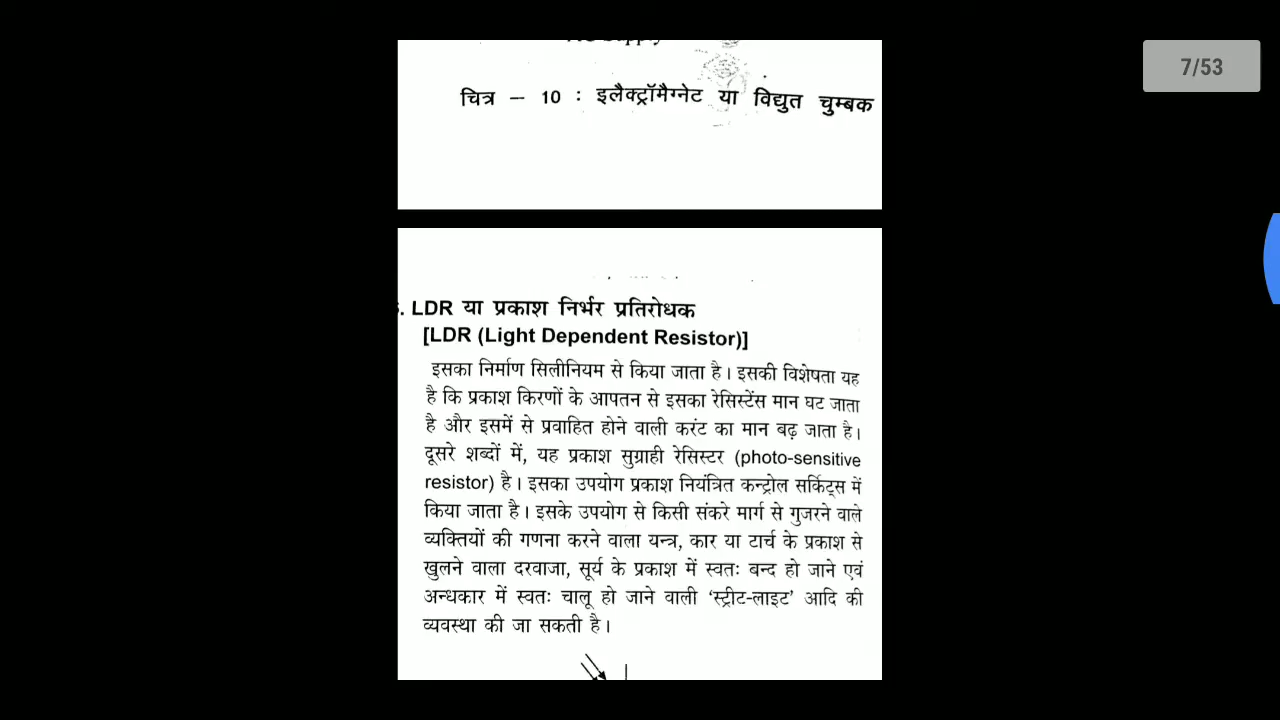 7/53
चित्र – 10 : इलैक्ट्रॉमैग्नेट या विद्युत चुम्बक
. LDR या प्रकाश निर्भर प्रतिरोधक
[LDR (Light Dependent Resistor)]
इसका निर्माण सिलीनियम से किया जाता है। इसकी विशेषता यह
है कि प्रकाश किरणों के आपतन से इसका रेसिस्टेंस मान घट जाता
है और इसमें से प्रवाहित होने वाली करंट का मान बढ़ जाता है।
दूसरे शब्दों में, यह प्रकाश सुग्राही रेसिस्टर (photo-sensitive
resistor) है। इसका उपयोग प्रकाश नियंत्रित कन्ट्रोल सर्किट्स में
किया जाता है। इसके उपयोग से किसी संकरे मार्ग से गुजरने वाले
व्यक्तियों की गणना करने वाला यन्त्र, कार या टार्च के प्रकाश से
खुलने वाला दरवाजा, सूर्य के प्रकाश में स्वतः बन्द हो जाने एवं
अन्धकार में स्वतः चालू हो जाने वाली ‘स्ट्रीट-लाइट’ आदि की
व्यवस्था की जा सकती है।